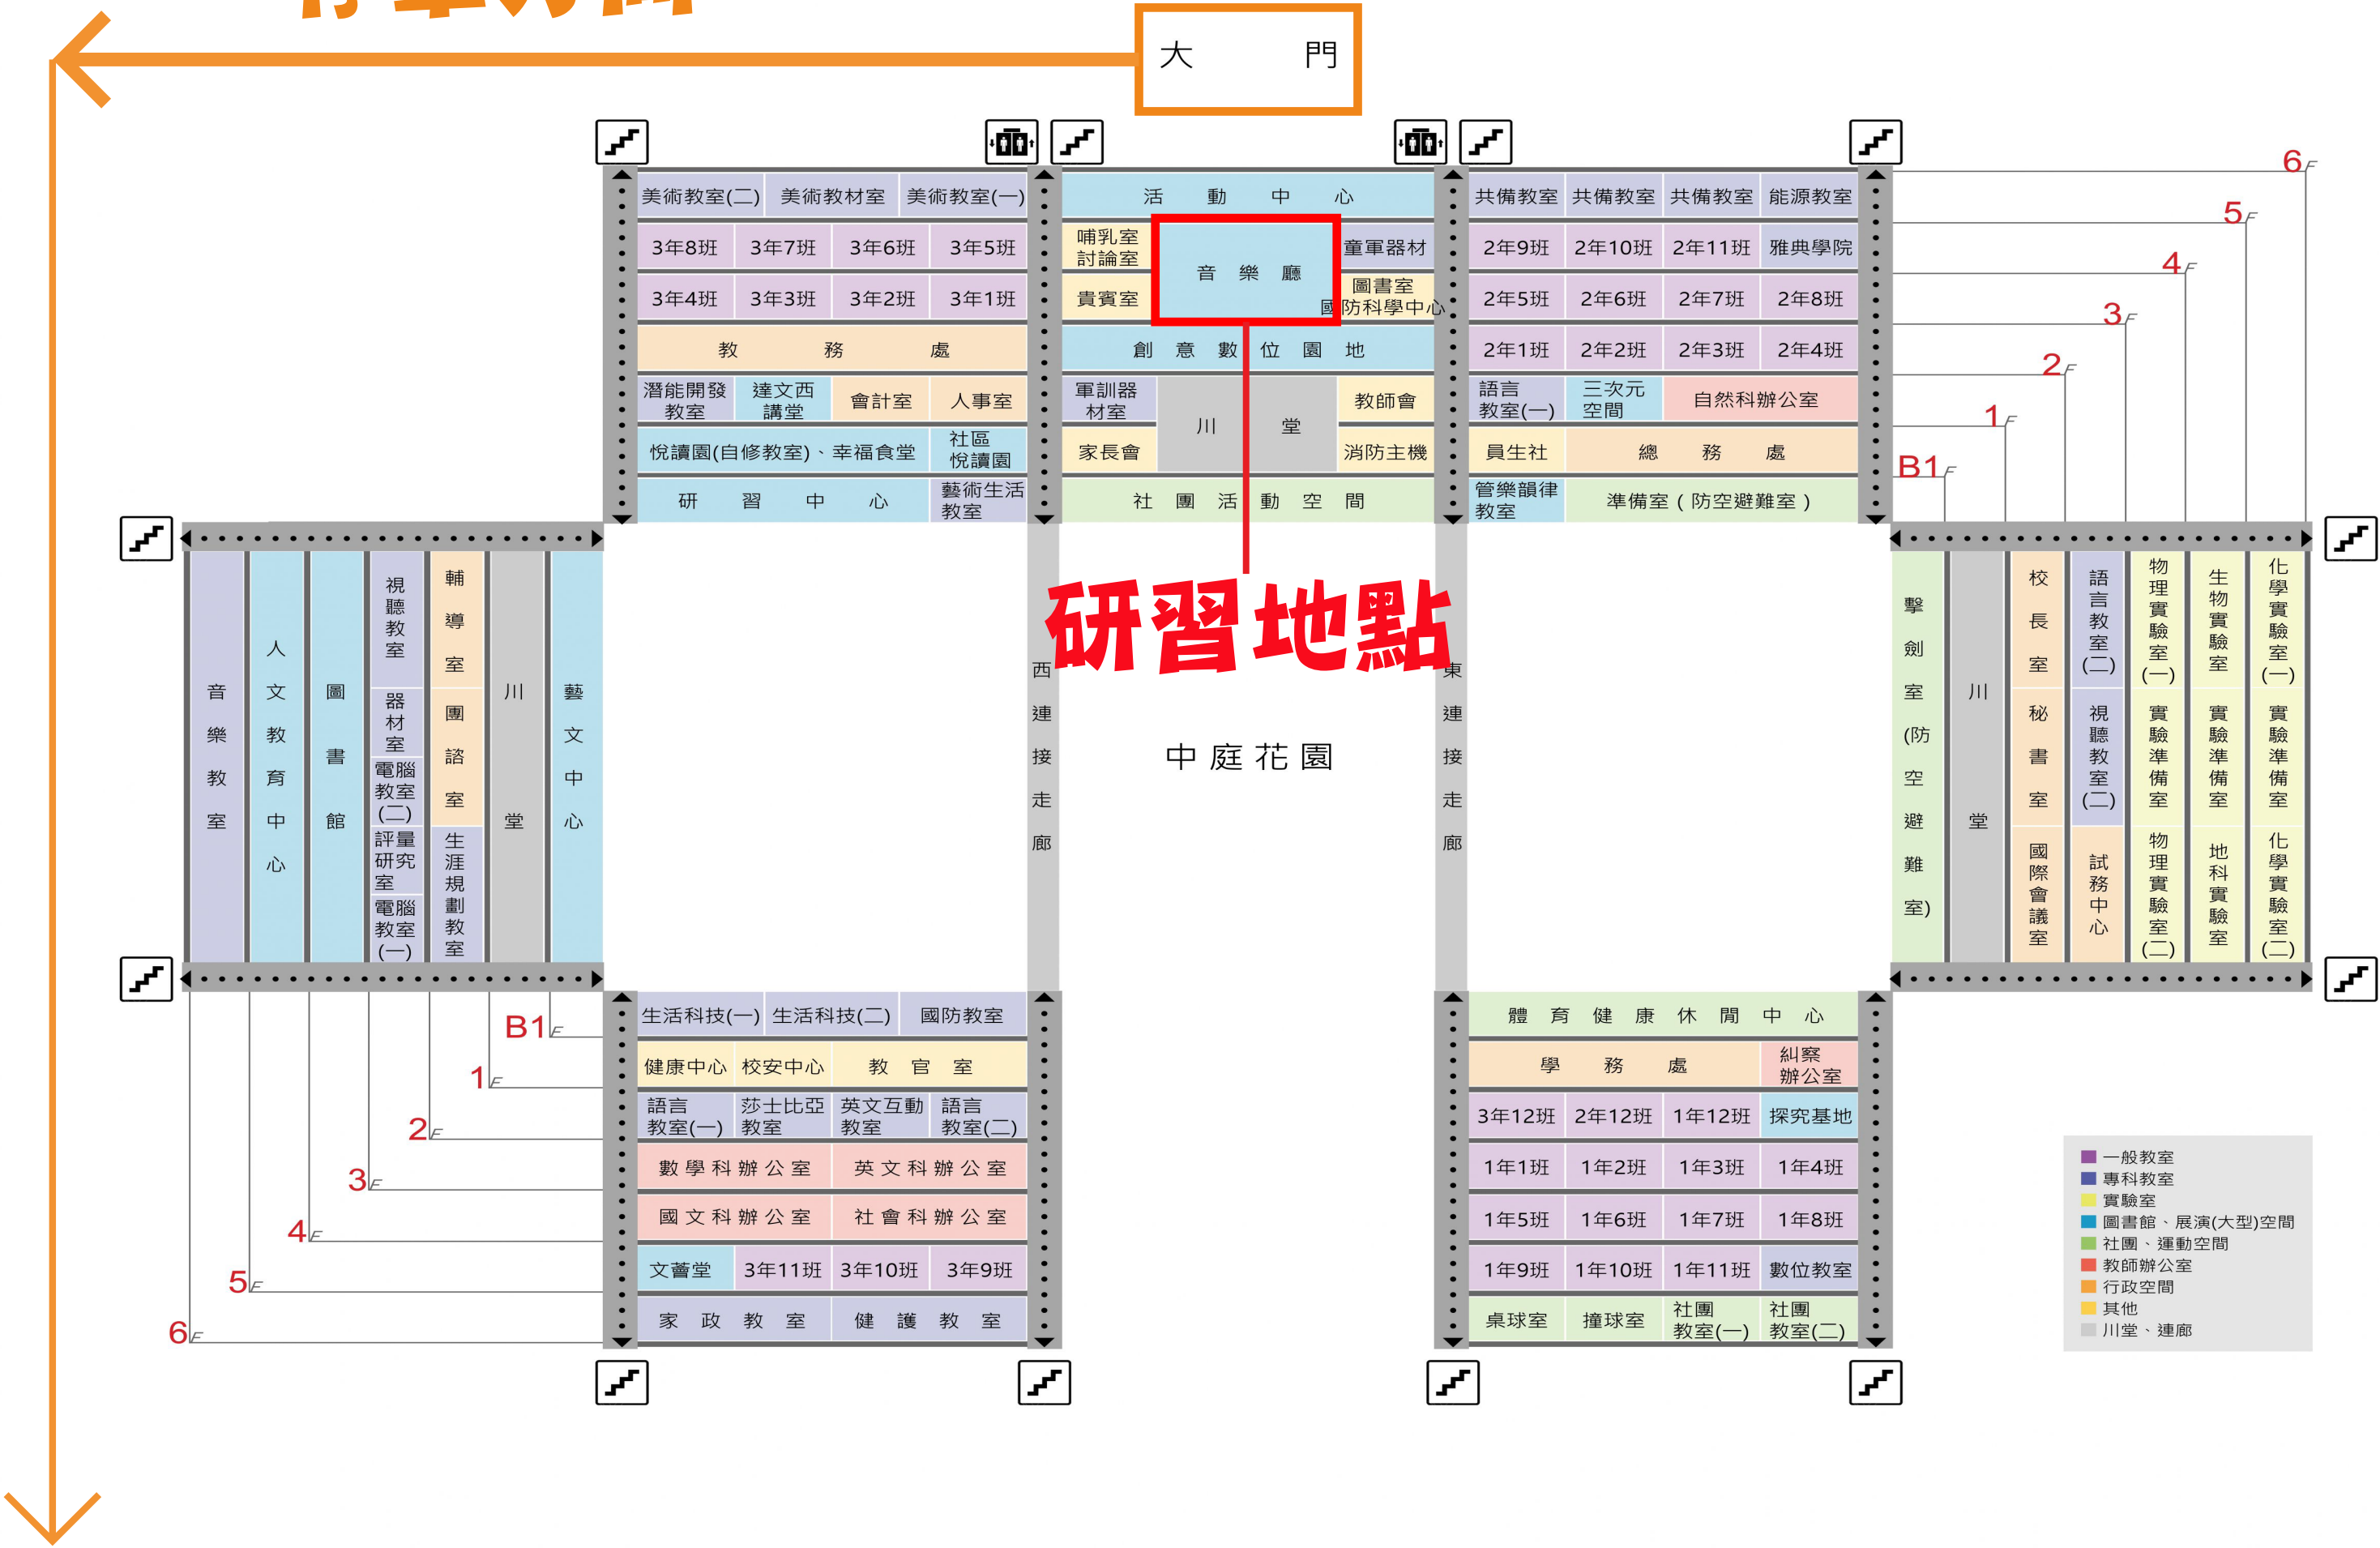 大 門
美術教室(二) 美術教材室 美術教室(一)
3年8班 3年7班 3年6班 3年5班
3年4班 3年3班 3年2班 3年1班
教 務 處
潛能開發
教室
達文西
講堂
會計室 人事室
悅讀園(自修教室)、幸福食堂
社區
悅讀園
研 習 中 心
藝術生活
教室
活 動 中 心
哺乳室
討論室
音 樂 廳
童軍器材
貴賓室
圖書室
國防科學中心
創 意 數 位 園 地
軍訓器
材室
川 堂
教師會
家長會
消防主機
社 團 活 動 空 間
共備教室 共備教室 共備教室 能源教室
2年9班 2年10班 2年11班 雅典學院
2年5班 2年6班 2年7班 2年8班
2年1班 2年2班 2年3班 2年4班
語言
教室(一)
三次元
空間
自然科辦公室
員生社 總 務 處
管樂韻律
教室
準備室(防空避難室)
6F
5F
4F
3F
2F
1F
B1F
研習地點
音樂教室
人文教育中心
圖書館
視聽教室
器材室
電腦
教室
(二)
評量
研究
室
電腦
教室
(一)
輔導室
團諮室
生涯規劃教室
川堂
藝文中心
西連接走廊
中庭花園
東連接走廊
擊劍室(防空避難室)
川堂
校長室
秘書室
國際會議室
語言教室(二)
視聽教室(二)
試務中心
物理實驗室(一)
實驗準備室
物理實驗室(二)
生物實驗室
實驗準備室
地科實驗室
化學實驗室(一)
實驗準備室
化學實驗室(二)
B1F
1F
2F
3F
4F
5F
6F
生活科技(一) 生活科技(二) 國防教室
健康中心 校安中心 教 官 室
語言
教室(一)
莎士比亞
教室
英文互動
教室
語言
教室(二)
數學科辦公室 英文科辦公室
國文科辦公室 社會科辦公室
文薈堂 3年11班 3年10班 3年9班
家 政 教 室 健 護 教 室
體 育 健 康 休 閒 中 心
學 務 處
糾察
辦公室
3年12班 2年12班 1年12班 探究基地
1年1班 1年2班 1年3班 1年4班
1年5班 1年6班 1年7班 1年8班
1年9班 1年10班 1年11班 數位教室
桌球室 撞球室
社團
教室(一)
社團
教室(二)
一般教室
專科教室
實驗室
圖書館、展演(大型)空間
社團、運動空間
教師辦公室
行政空間
其他
川堂、連廊